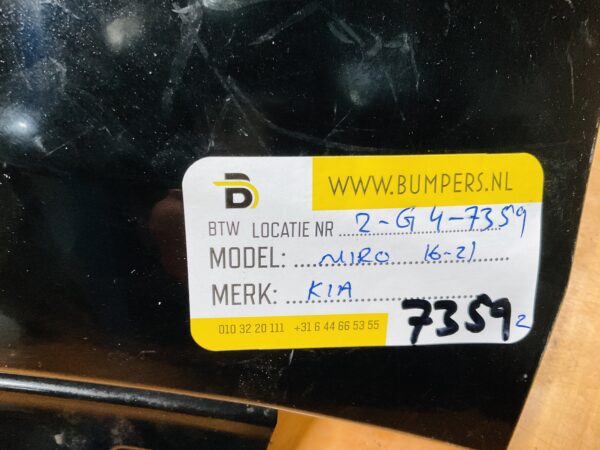 B WWW.BUMPERS.NL
BTW LOCATIE NR 2-G4-7359
MODEL: NIRO 16-21
MERK: KIA
7359 2
010 32 20 111 +31 6 44 66 53 55